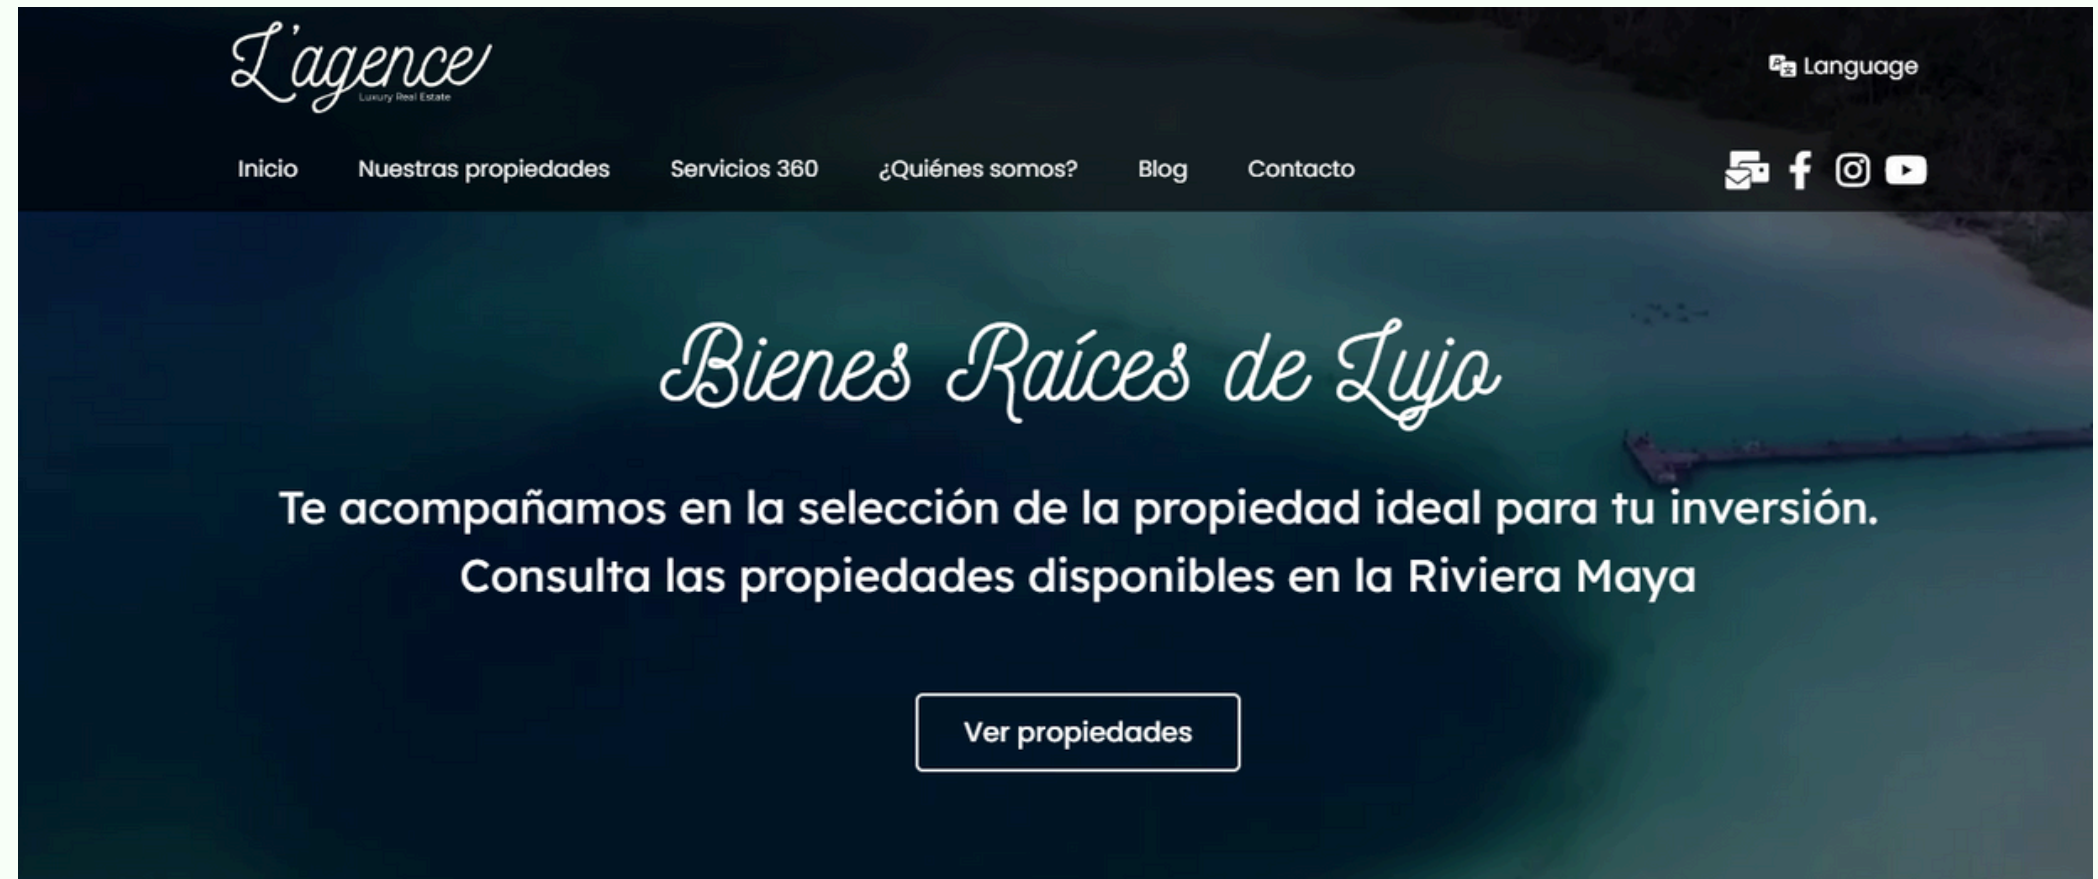 L'agence
Luxury Real Estate
Language
Inicio Nuestras propiedades Servicios 360 ¿Quiénes somos? Blog Contacto
Bienes Raíces de Lujo
Te acompañamos en la selección de la propiedad ideal para tu inversión.
Consulta las propiedades disponibles en la Riviera Maya
Ver propiedades